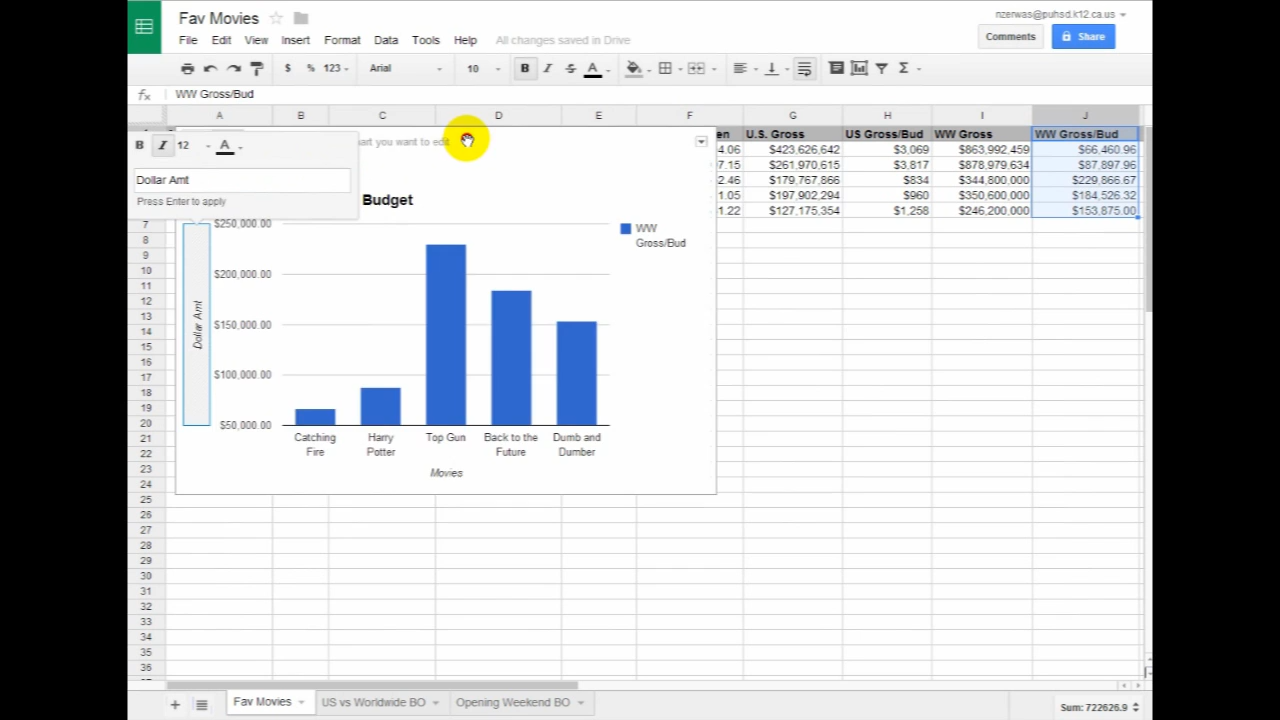 Fav Movies
nzerwas@puhsd.k12.ca.us
File Edit View Insert Format Data Tools Help All changes saved in Drive
Comments Share
$ % 123 Arial 10 B I S A Σ
fx WW Gross/Bud
A B C D E F G H I J
en U.S. Gross US Gross/Bud WW Gross WW Gross/Bud
4.06 $423,626,642 $3,069 $863,992,459 $66,460.96
7.15 $261,970,615 $3,817 $878,979,634 $87,897.96
2.46 $179,767,866 $834 $344,800,000 $229,866.67
1.05 $197,902,294 $960 $350,600,000 $184,526.32
1.22 $127,175,354 $1,258 $246,200,000 $153,875.00
B I 12 A
art you want to edit
Dollar Amt
Press Enter to apply
Budget
$250,000.00
$200,000.00
$150,000.00
$100,000.00
$50,000.00
Dollar Amt
WW
Gross/Bud
Catching Harry Top Gun Back to the Dumb and
Fire Potter Future Dumber
Movies
7
8
9
10
11
12
13
14
15
16
17
18
19
20
21
22
23
24
25
26
27
28
29
30
31
32
33
34
35
36
+ Fav Movies US vs Worldwide BO Opening Weekend BO
Sum: 722626.9